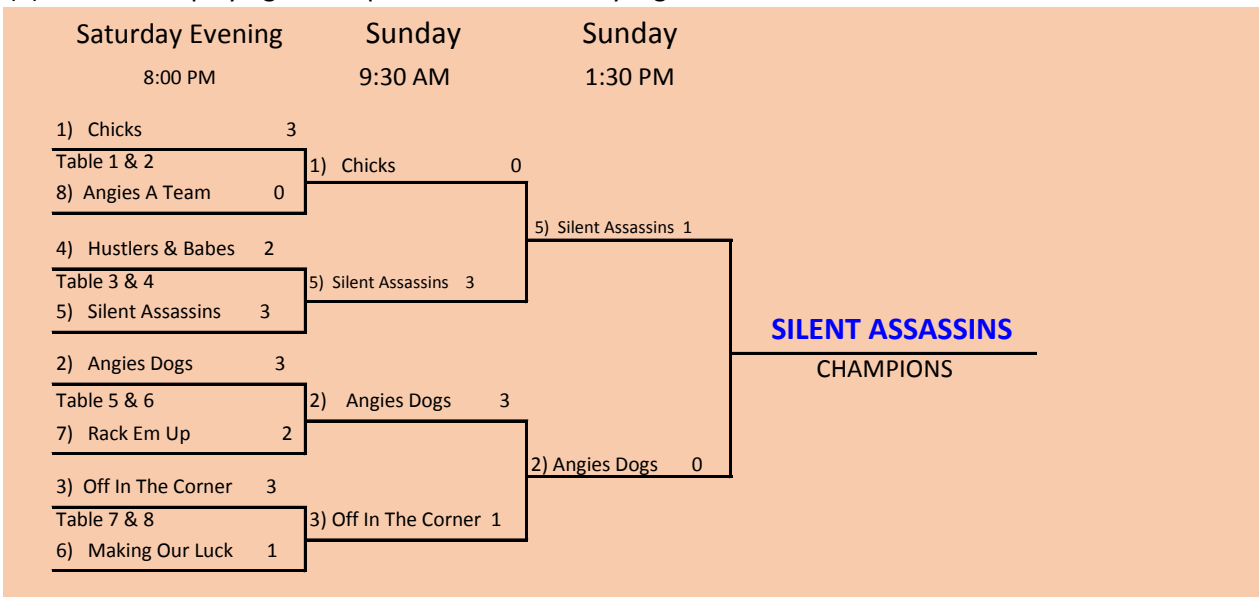 Saturday Evening Sunday Sunday
8:00 PM 9:30 AM 1:30 PM
1) Chicks 3
Table 1 & 2
1) Chicks 0
8) Angies A Team 0
5) Silent Assassins 1
4) Hustlers & Babes 2
Table 3 & 4
5) Silent Assassins 3
5) Silent Assassins 3
SILENT ASSASSINS
CHAMPIONS
2) Angies Dogs 3
Table 5 & 6
2) Angies Dogs 3
7) Rack Em Up 2
2) Angies Dogs 0
3) Off In The Corner 3
Table 7 & 8
3) Off In The Corner 1
6) Making Our Luck 1